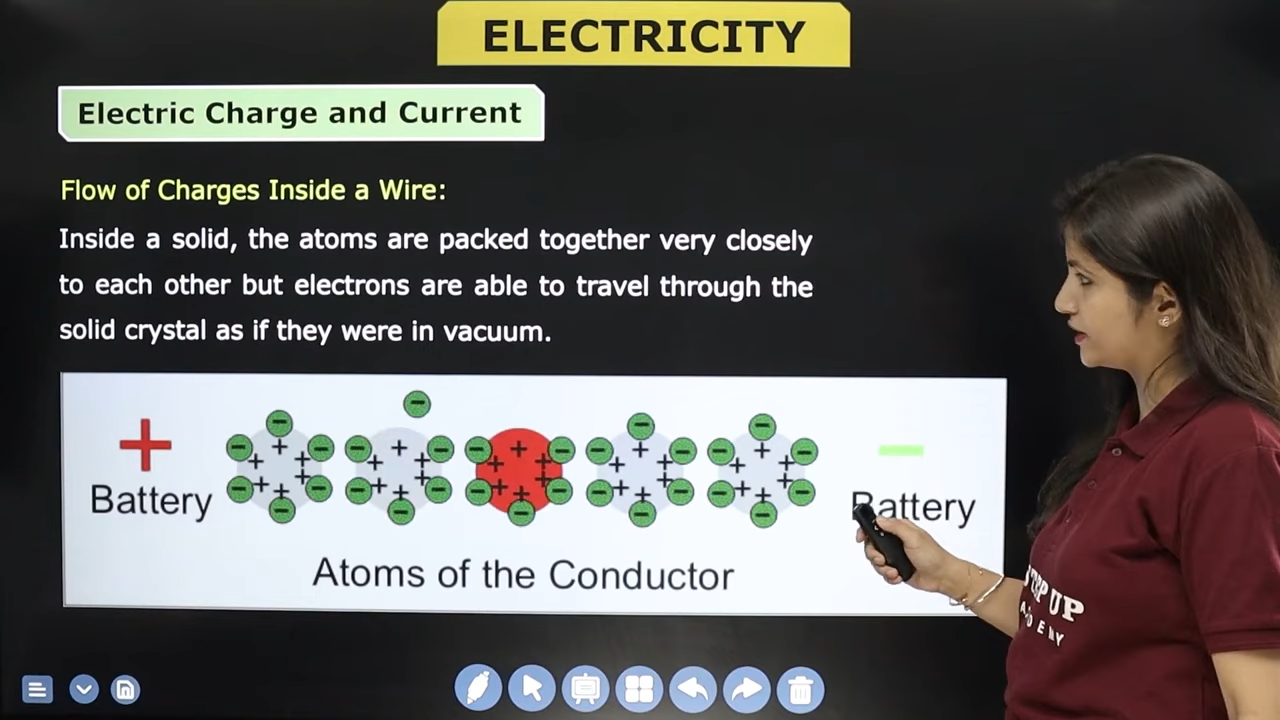 ELECTRICITY
Electric Charge and Current
Flow of Charges Inside a Wire:
Inside a solid, the atoms are packed together very closely
to each other but electrons are able to travel through the
solid crystal as if they were in vacuum.
Battery
Battery
Atoms of the Conductor
UP